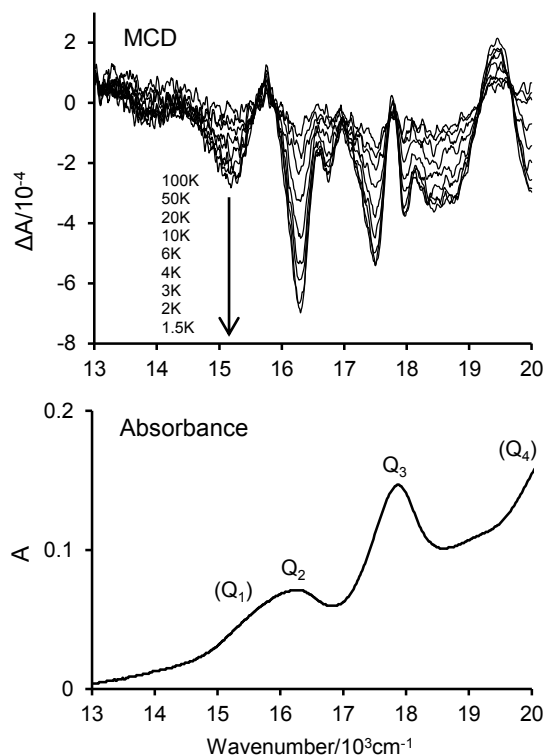 MCD
2
0
-2
-4
-6
-8
ΔA/10⁻⁴
100K
50K
20K
10K
6K
4K
3K
2K
1.5K
13 14 15 16 17 18 19 20
Absorbance
0.2
0.1
0
A
(Q₁)
Q₂
Q₃
(Q₄)
13 14 15 16 17 18 19 20
Wavenumber/10³cm⁻¹